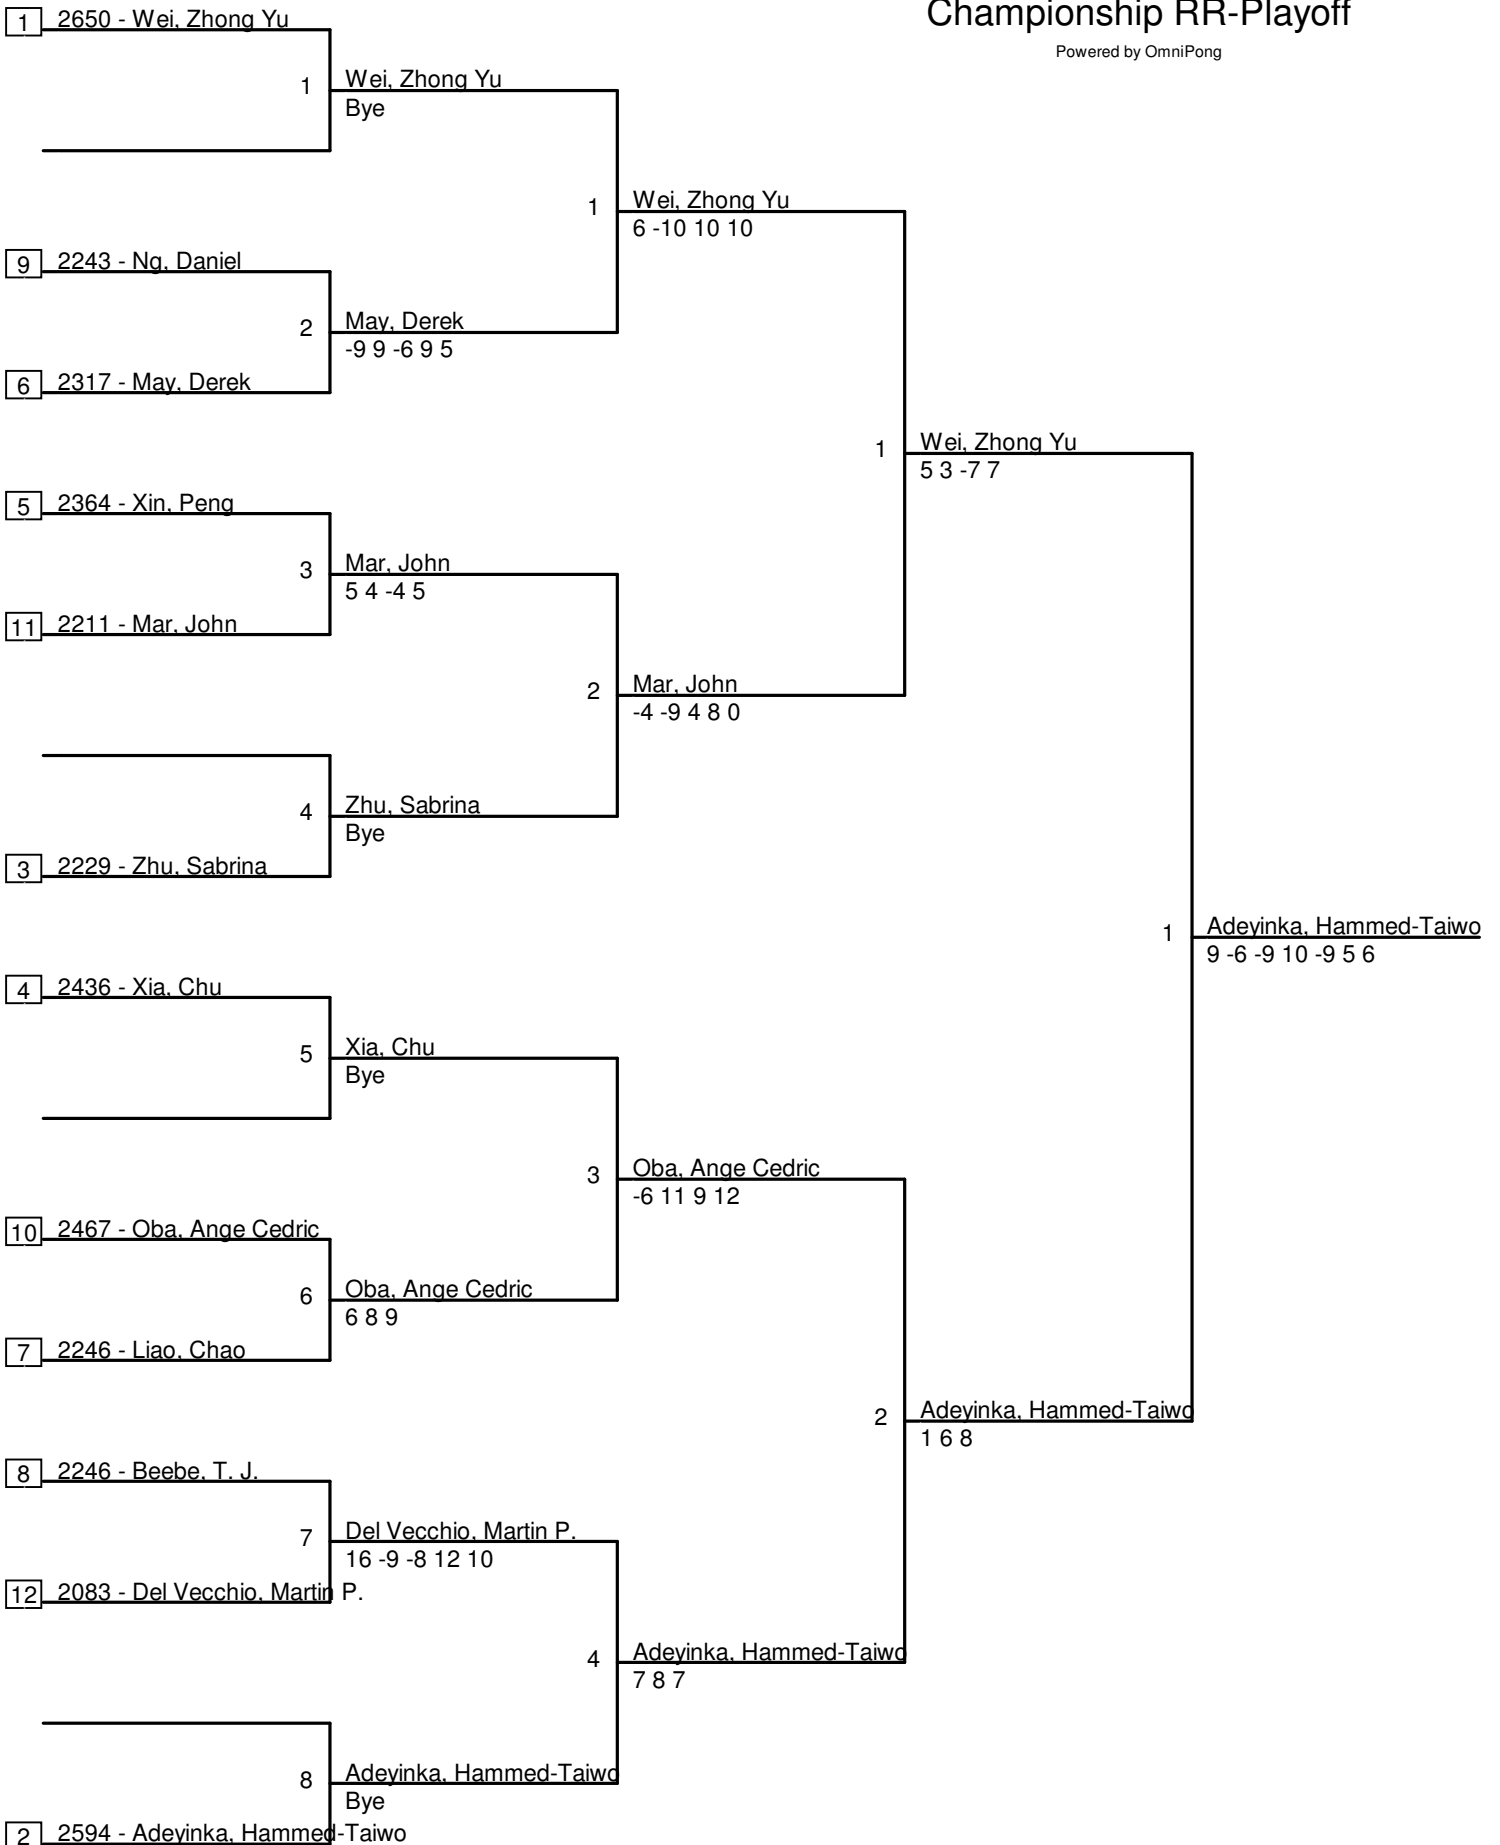 Championship RR-Playoff
Powered by OmniPong
1 2650 - Wei, Zhong Yu
1 Wei, Zhong Yu
Bye
1 Wei, Zhong Yu
6 -10 10 10
9 2243 - Ng, Daniel
2 May, Derek
-9 9 -6 9 5
6 2317 - May, Derek
1 Wei, Zhong Yu
5 3 -7 7
5 2364 - Xin, Peng
3 Mar, John
5 4 -4 5
11 2211 - Mar, John
2 Mar, John
-4 -9 4 8 0
4 Zhu, Sabrina
Bye
3 2229 - Zhu, Sabrina
1 Adeyinka, Hammed-Taiwo
9 -6 -9 10 -9 5 6
4 2436 - Xia, Chu
5 Xia, Chu
Bye
3 Oba, Ange Cedric
-6 11 9 12
10 2467 - Oba, Ange Cedric
6 Oba, Ange Cedric
6 8 9
7 2246 - Liao, Chao
2 Adeyinka, Hammed-Taiwo
1 6 8
8 2246 - Beebe, T. J.
7 Del Vecchio, Martin P.
16 -9 -8 12 10
12 2083 - Del Vecchio, Martin P.
4 Adeyinka, Hammed-Taiwo
7 8 7
8 Adeyinka, Hammed-Taiwo
Bye
2 2594 - Adeyinka, Hammed-Taiwo